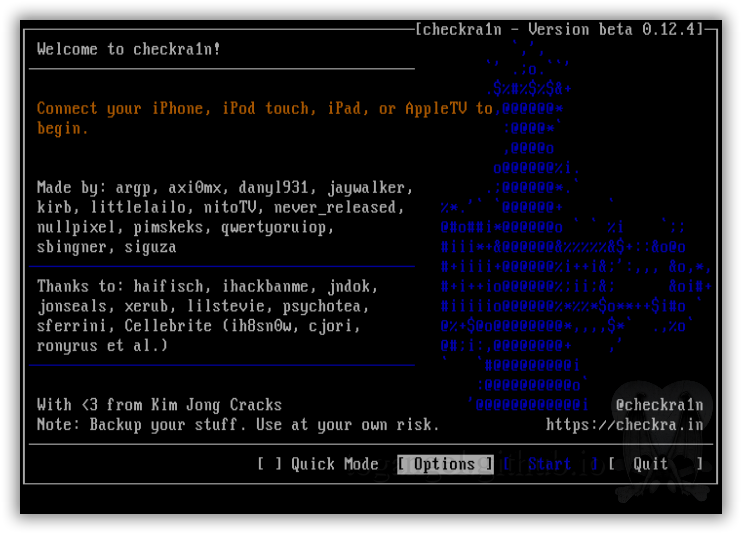 [checkra1n - Version beta 0.12.4]
Welcome to checkra1n!
Connect your iPhone, iPod touch, iPad, or AppleTV to
begin.
Made by: argp, axi0mx, danyl931, jaywalker,
kirb, littlelailo, nitoTV, never_released,
nullpixel, pimskeks, qwertyoruiop,
sbingner, siguza
Thanks to: haifisch, ihackbanme, jndok,
jonseals, xerub, lilstevie, psychotea,
sferrini, Cellebrite (ih8sn0w, cjori,
ronyrus et al.)
With <3 from Kim Jong Cracks
@checkra1n
Note: Backup your stuff. Use at your own risk.
https://checkra.in
[ ] Quick Mode [ Options ] [ Start ] [ Quit ]